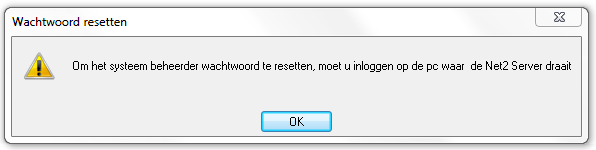 Wachtwoord resetten
Om het systeem beheerder wachtwoord te resetten, moet u inloggen op de pc waar  de Net2 Server draait
OK